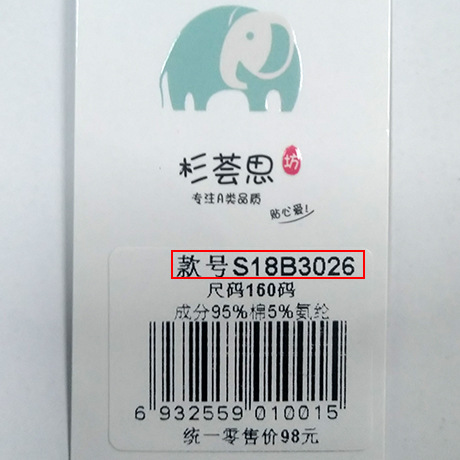 杉荟思坊
专注A类品质
贴心爱!
款号S18B3026
尺码160码
成分95%棉5%氨纶
6 932559 010015
统一零售价98元